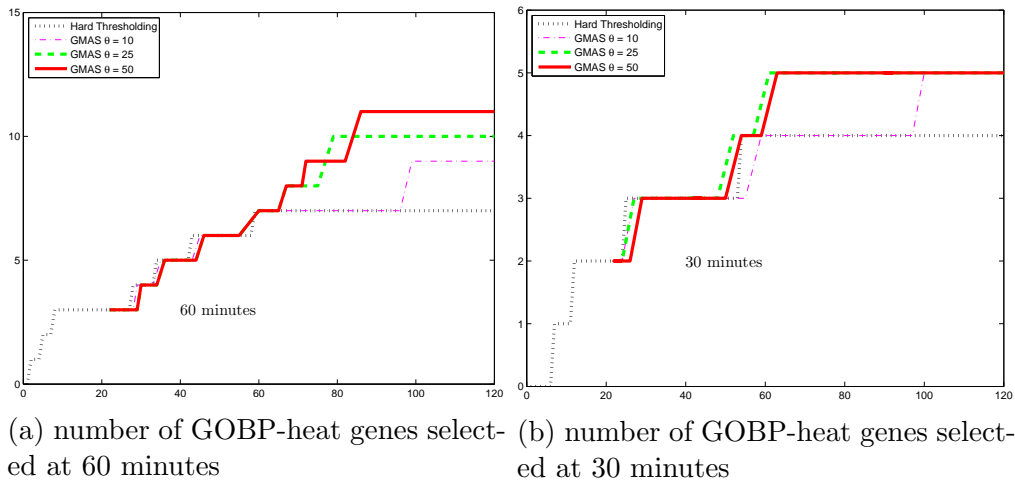 15
10
5
0
0
20
40
60
80
100
120
Hard Thresholding
GMAS θ = 10
GMAS θ = 25
GMAS θ = 50
60 minutes
6
5
4
3
2
1
0
0
20
40
60
80
100
120
Hard Thresholding
GMAS θ = 10
GMAS θ = 25
GMAS θ = 50
30 minutes
(a) number of GOBP-heat genes select-
ed at 60 minutes
(b) number of GOBP-heat genes select-
ed at 30 minutes